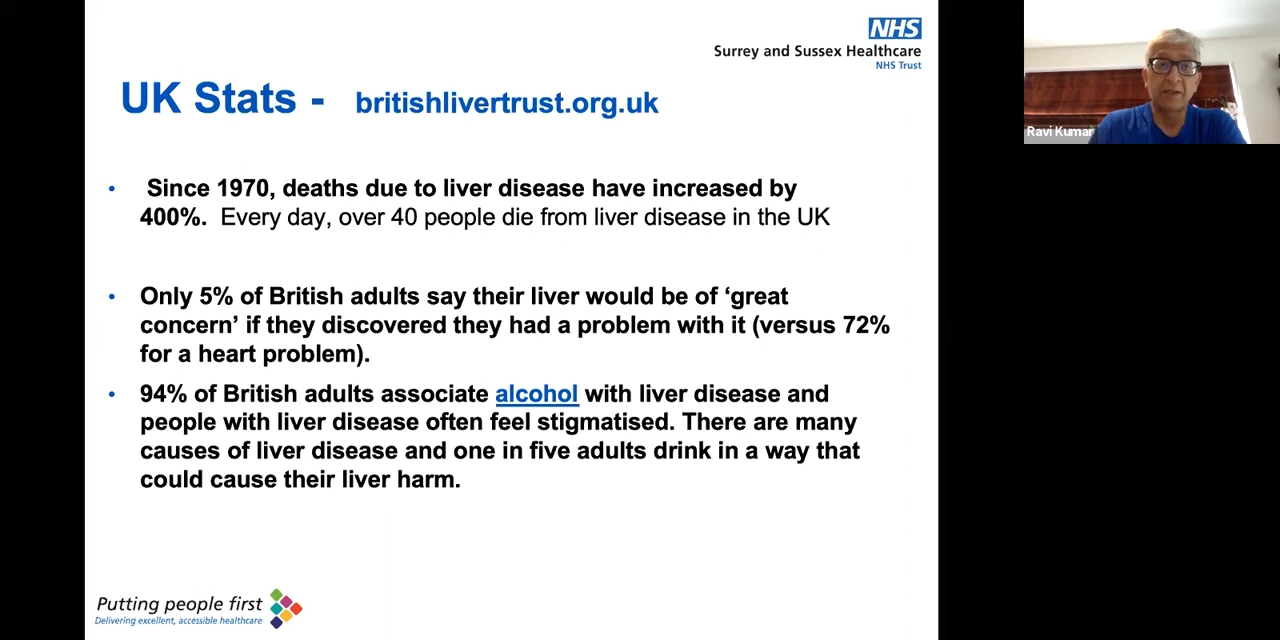 NHS
Surrey and Sussex Healthcare
NHS Trust
UK Stats - britishlivertrust.org.uk
• Since 1970, deaths due to liver disease have increased by
400%. Every day, over 40 people die from liver disease in the UK
• Only 5% of British adults say their liver would be of ‘great
concern’ if they discovered they had a problem with it (versus 72%
for a heart problem).
• 94% of British adults associate alcohol with liver disease and
people with liver disease often feel stigmatised. There are many
causes of liver disease and one in five adults drink in a way that
could cause their liver harm.
Putting people first
Delivering excellent, accessible healthcare
Ravi Kumar